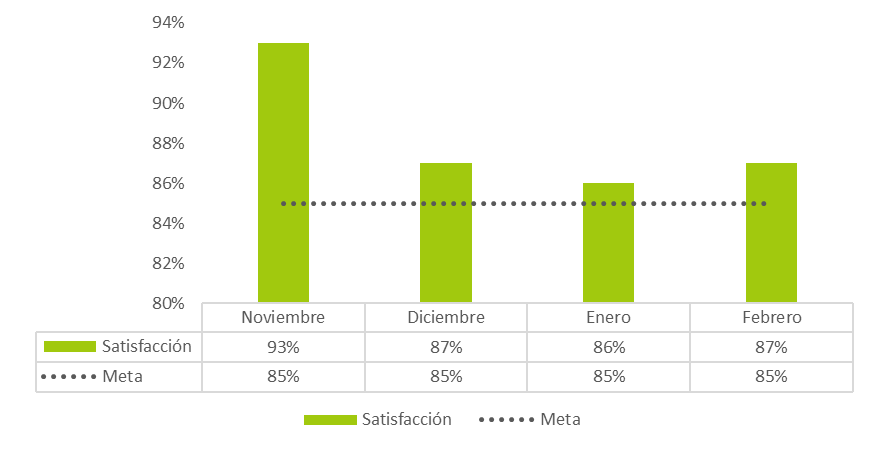 94%
92%
90%
88%
86%
84%
82%
80%
Noviembre Diciembre Enero Febrero
Satisfacción 93% 87% 86% 87%
Meta 85% 85% 85% 85%
Satisfacción Meta